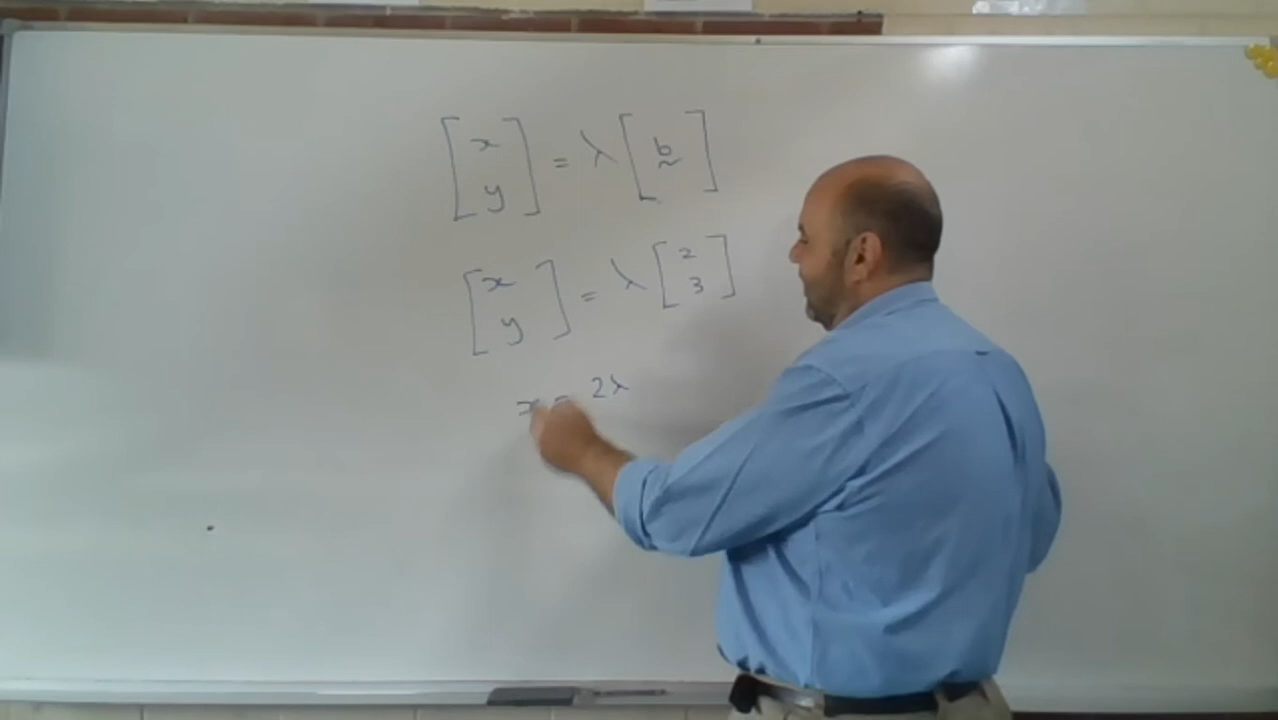 [x y] = λ [b̰]
[x y] = λ [2 3]
x = 2λ